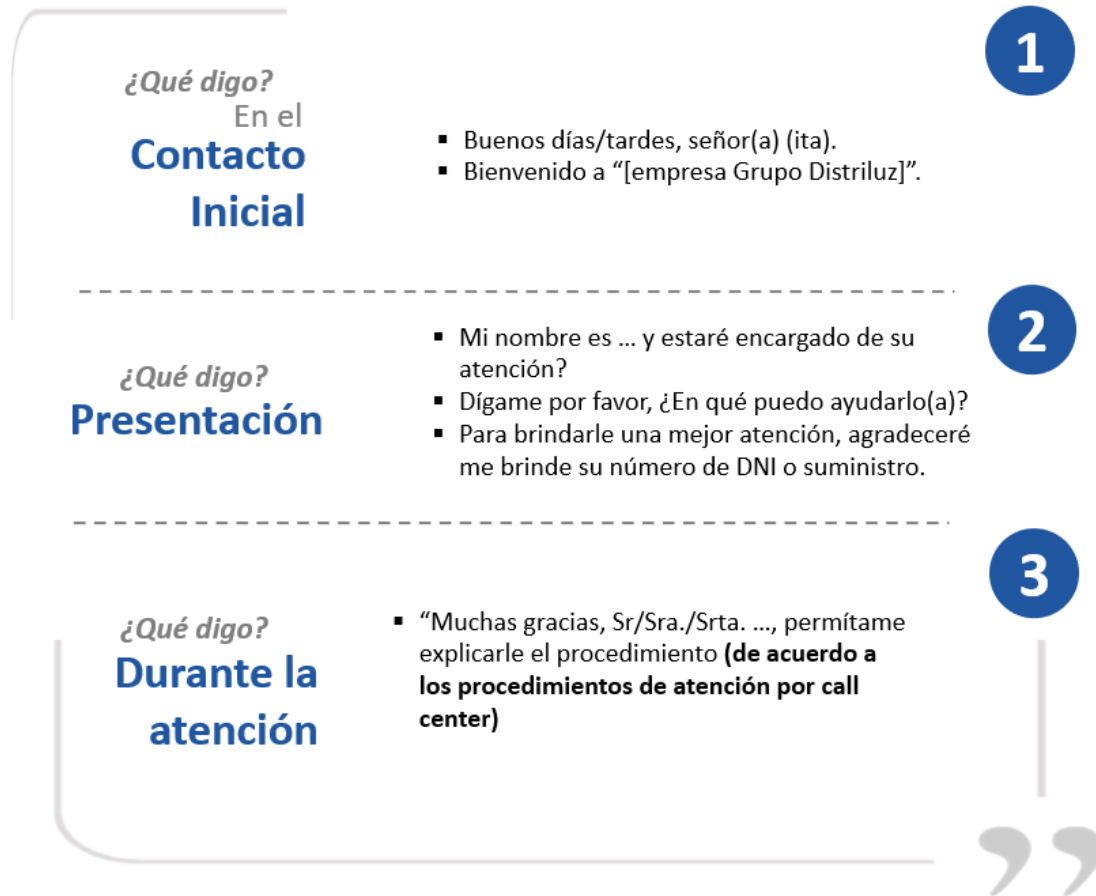 1
¿Qué digo?
En el
Contacto
Inicial
▪ Buenos días/tardes, señor(a) (ita).
▪ Bienvenido a “[empresa Grupo Distriluz]”.
2
¿Qué digo?
Presentación
▪ Mi nombre es ... y estaré encargado de su
atención?
▪ Dígame por favor, ¿En qué puedo ayudarlo(a)?
▪ Para brindarle una mejor atención, agradeceré
me brinde su número de DNI o suministro.
3
¿Qué digo?
Durante la
atención
▪ “Muchas gracias, Sr/Sra./Srta. ..., permítame
explicarle el procedimiento (de acuerdo a
los procedimientos de atención por call
center)
”